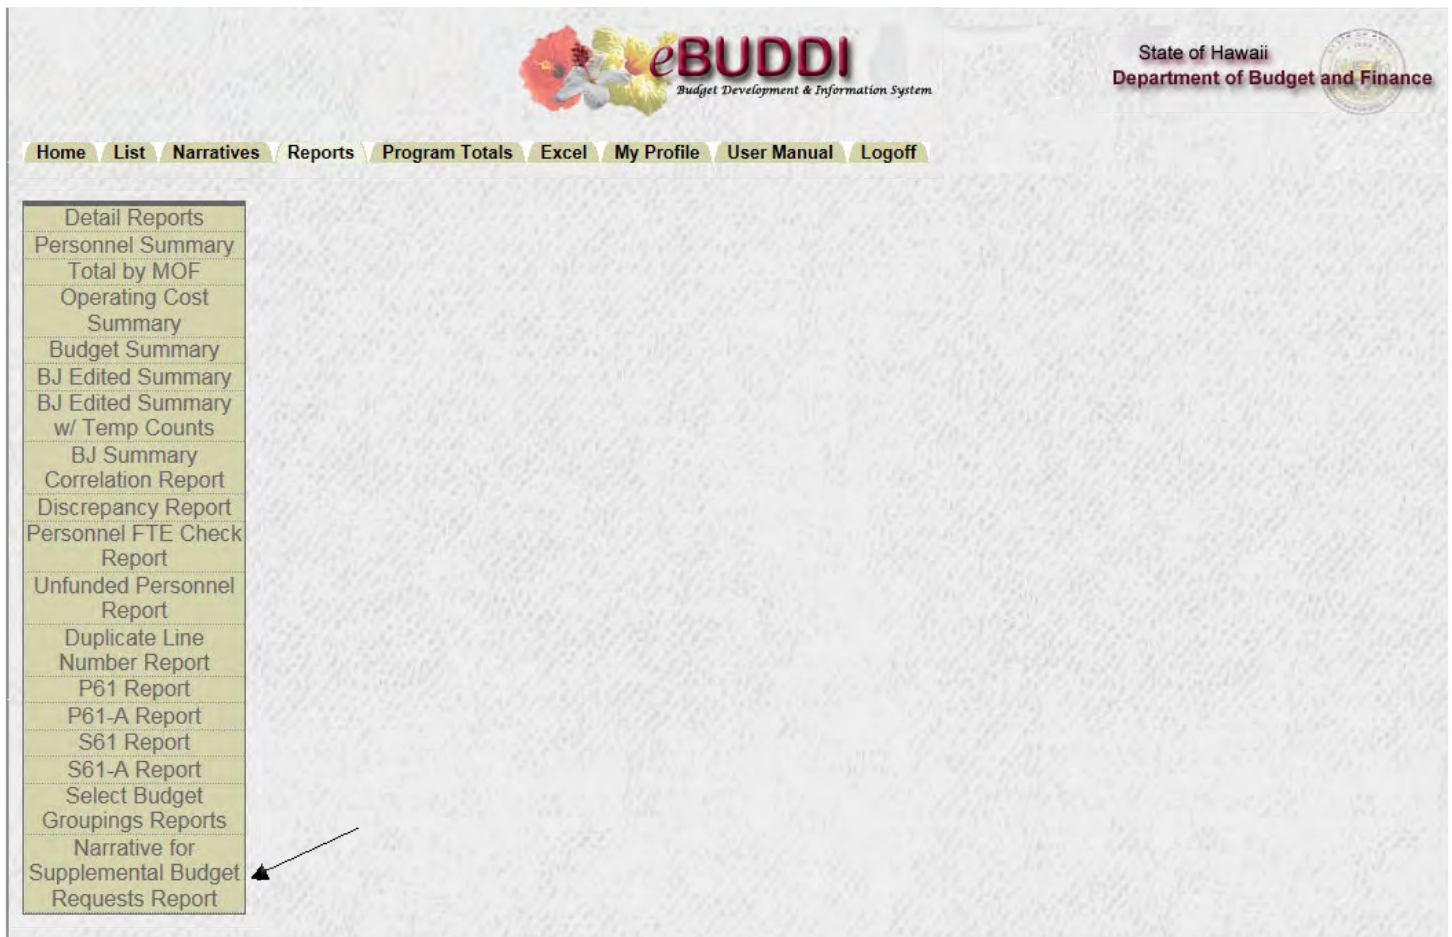 eBUDDI
Budget Development & Information System
State of Hawaii
Department of Budget and Finance
Home List Narratives Reports Program Totals Excel My Profile User Manual Logoff
Detail Reports
Personnel Summary
Total by MOF
Operating Cost
Summary
Budget Summary
BJ Edited Summary
BJ Edited Summary
w/ Temp Counts
BJ Summary
Correlation Report
Discrepancy Report
Personnel FTE Check
Report
Unfunded Personnel
Report
Duplicate Line
Number Report
P61 Report
P61-A Report
S61 Report
S61-A Report
Select Budget
Groupings Reports
Narrative for
Supplemental Budget
Requests Report